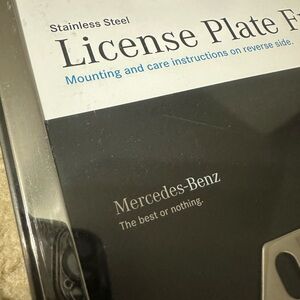 Stainless Steel
License Plate F
Mounting and care instructions on reverse side.
Mercedes-Benz
The best or nothing.